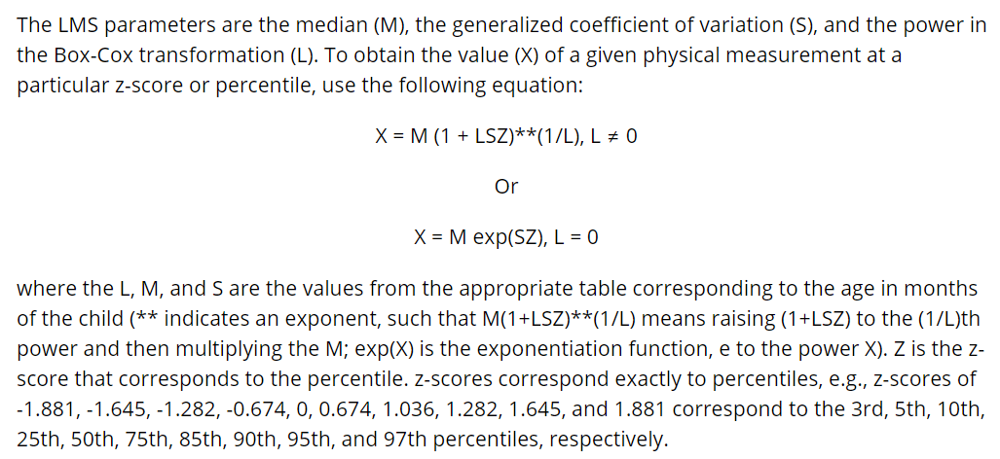 The LMS parameters are the median (M), the generalized coefficient of variation (S), and the power in
the Box-Cox transformation (L). To obtain the value (X) of a given physical measurement at a
particular z-score or percentile, use the following equation:
X = M (1 + LSZ)**(1/L), L ≠ 0
Or
X = M exp(SZ), L = 0
where the L, M, and S are the values from the appropriate table corresponding to the age in months
of the child (** indicates an exponent, such that M(1+LSZ)**(1/L) means raising (1+LSZ) to the (1/L)th
power and then multiplying the M; exp(X) is the exponentiation function, e to the power X). Z is the z-
score that corresponds to the percentile. z-scores correspond exactly to percentiles, e.g., z-scores of
-1.881, -1.645, -1.282, -0.674, 0, 0.674, 1.036, 1.282, 1.645, and 1.881 correspond to the 3rd, 5th, 10th,
25th, 50th, 75th, 85th, 90th, 95th, and 97th percentiles, respectively.